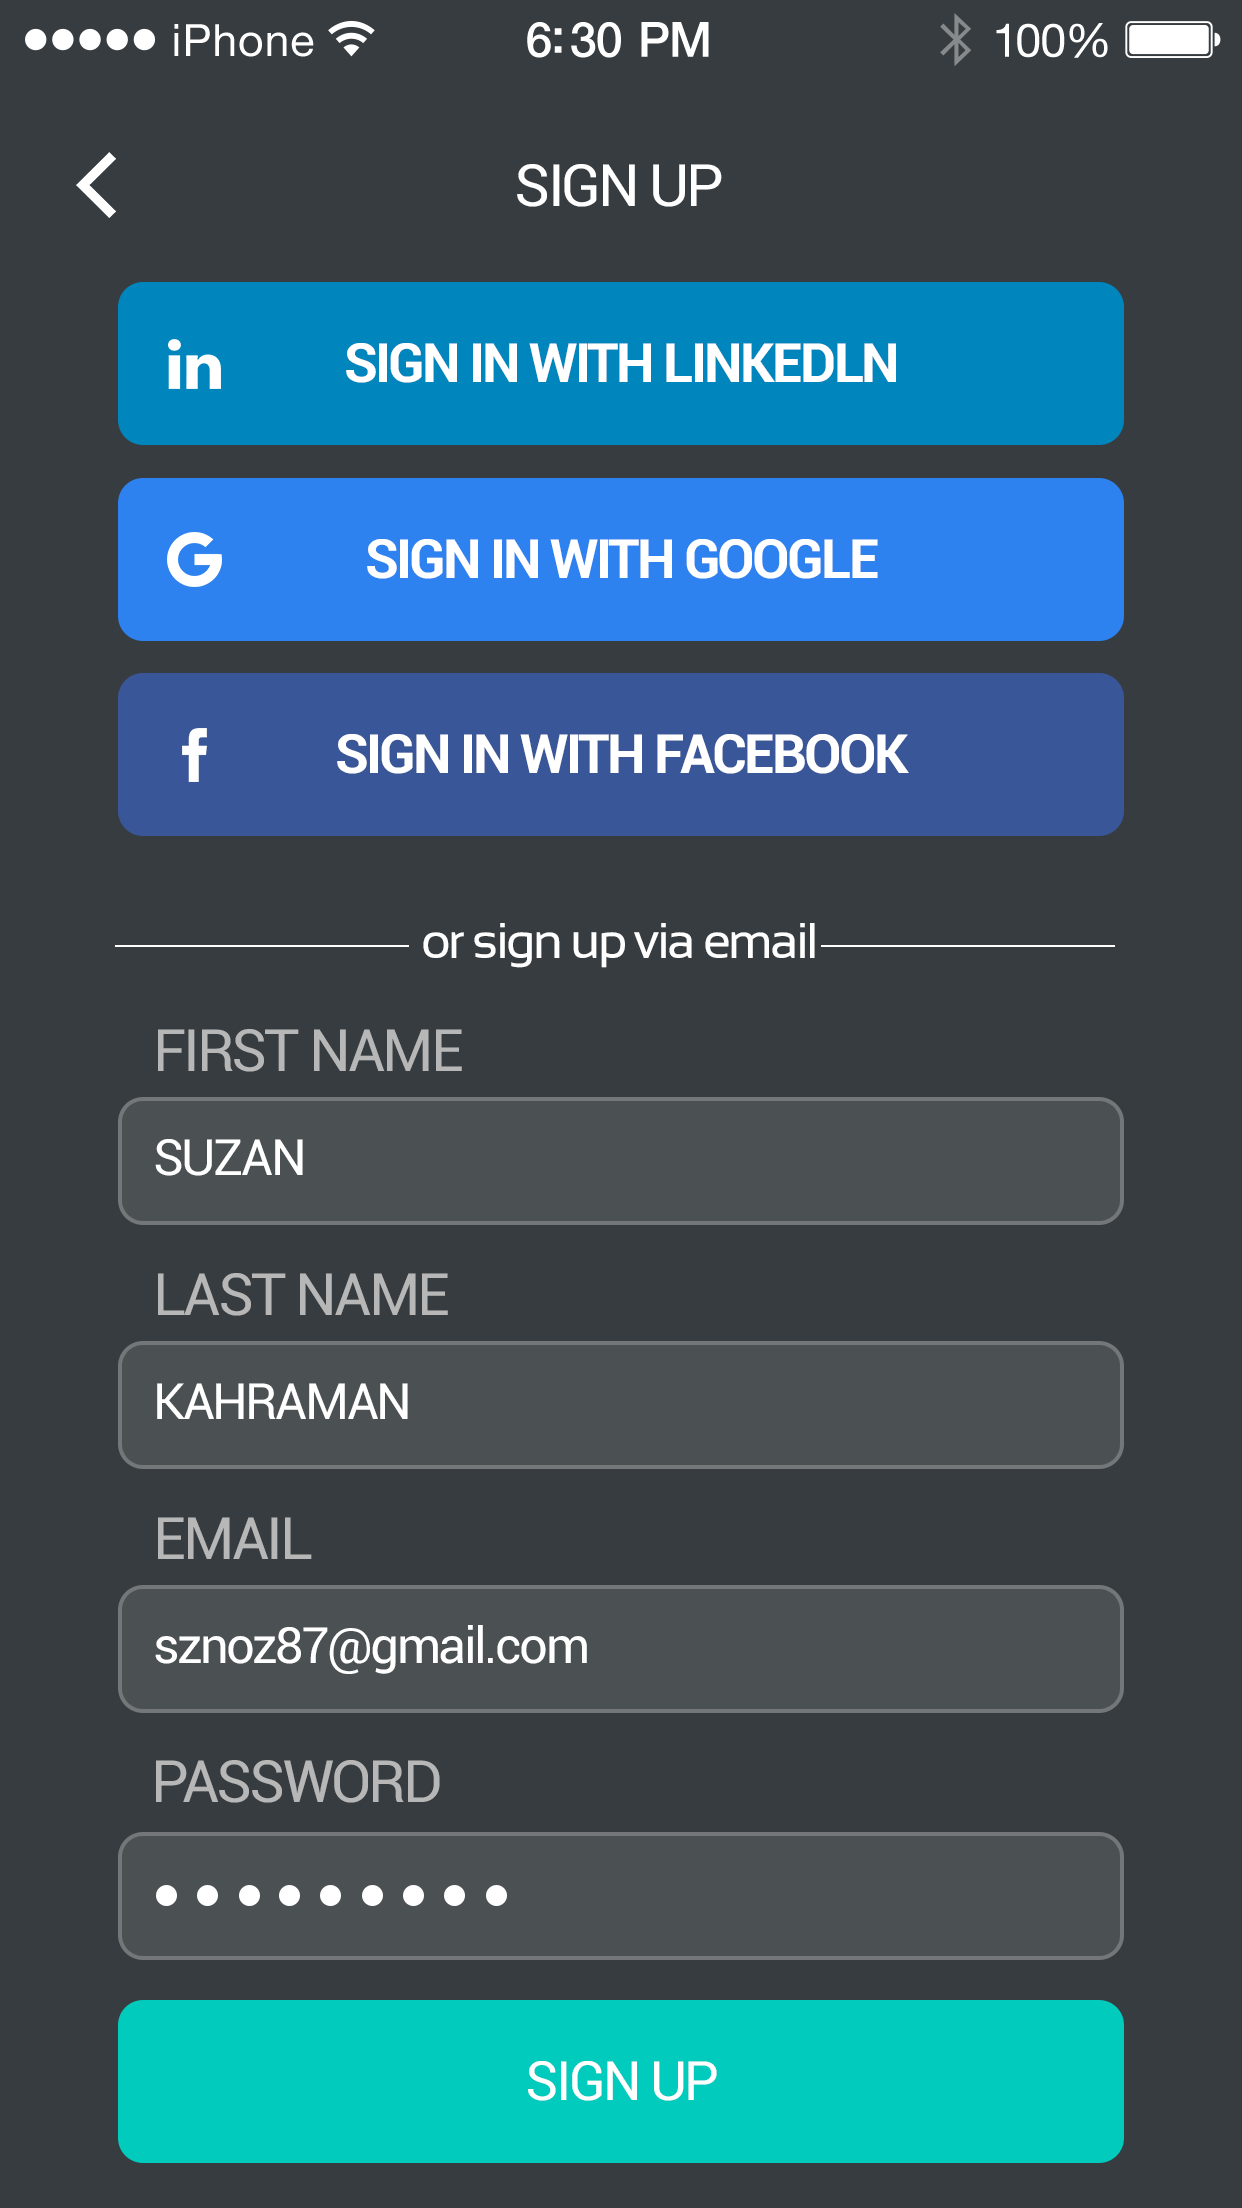 iPhone 6:30 PM 100%
SIGN UP
in SIGN IN WITH LINKEDLN
G SIGN IN WITH GOOGLE
f SIGN IN WITH FACEBOOK
or sign up via email
FIRST NAME
SUZAN
LAST NAME
KAHRAMAN
EMAIL
sznoz87@gmail.com
PASSWORD
SIGN UP